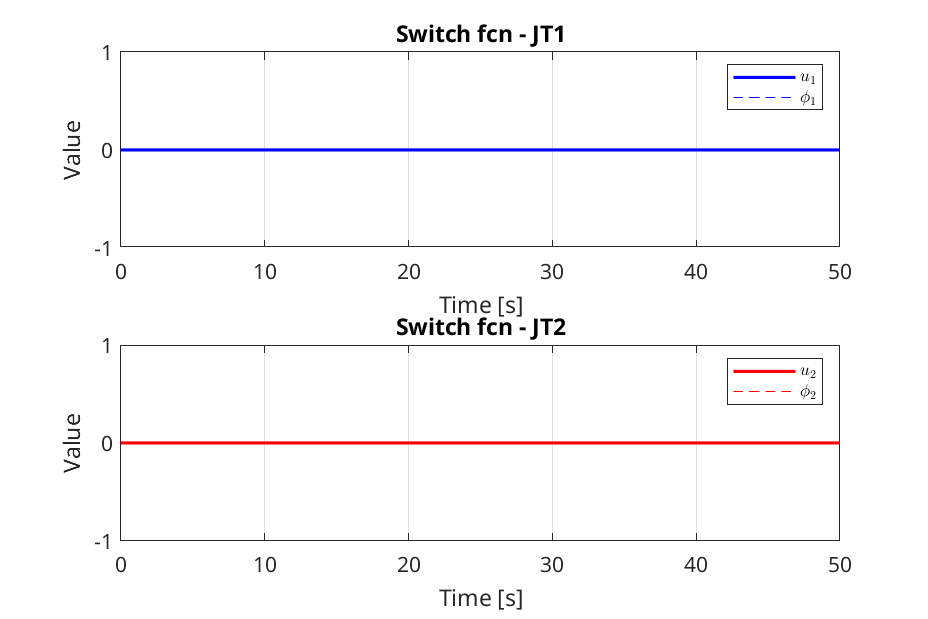 Switch fcn - JT1
1
u₁
ϕ₁
Value
0
-1
0 10 20 30 40 50
Time [s]
Switch fcn - JT2
1
u₂
ϕ₂
Value
0
-1
0 10 20 30 40 50
Time [s]